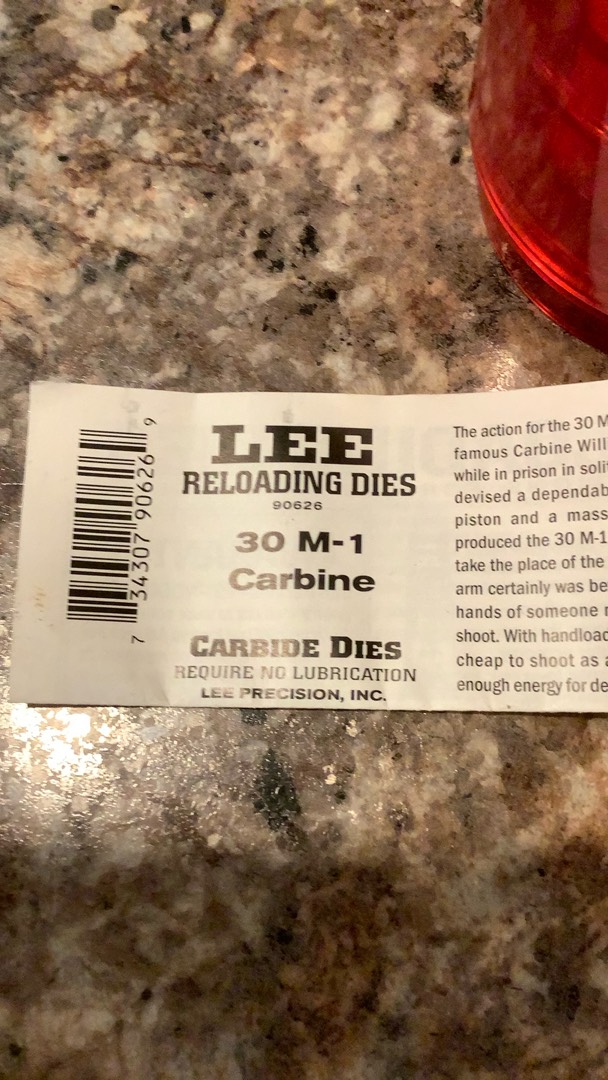 LEE
RELOADING DIES
90626
30 M-1
Carbine
CARBIDE DIES
REQUIRE NO LUBRICATION
LEE PRECISION, INC.
7 34307 90626 9
The action for the 30 M
famous Carbine Will
while in prison in soli
devised a dependab
piston and a mass
produced the 30 M-1
take the place of the
arm certainly was be
hands of someone
shoot. With handload
cheap to shoot as a
enough energy for de